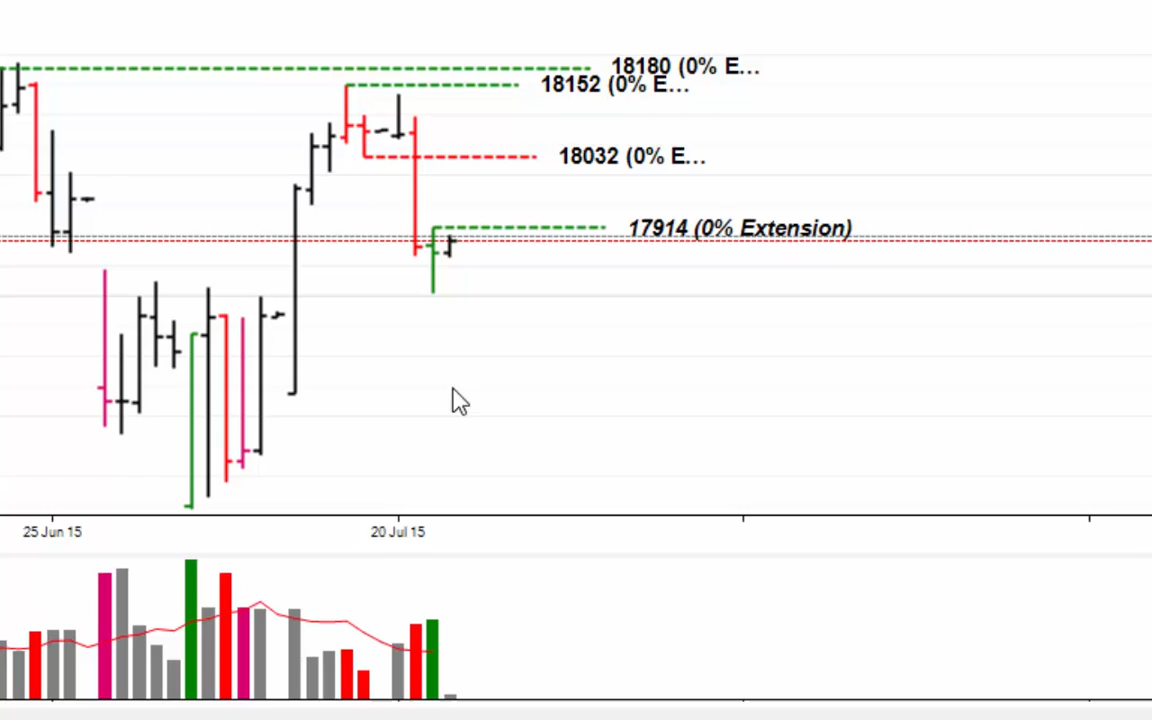 18180 (0% E...
18152 (0% E...
18032 (0% E...
17914 (0% Extension)
25 Jun 15
20 Jul 15